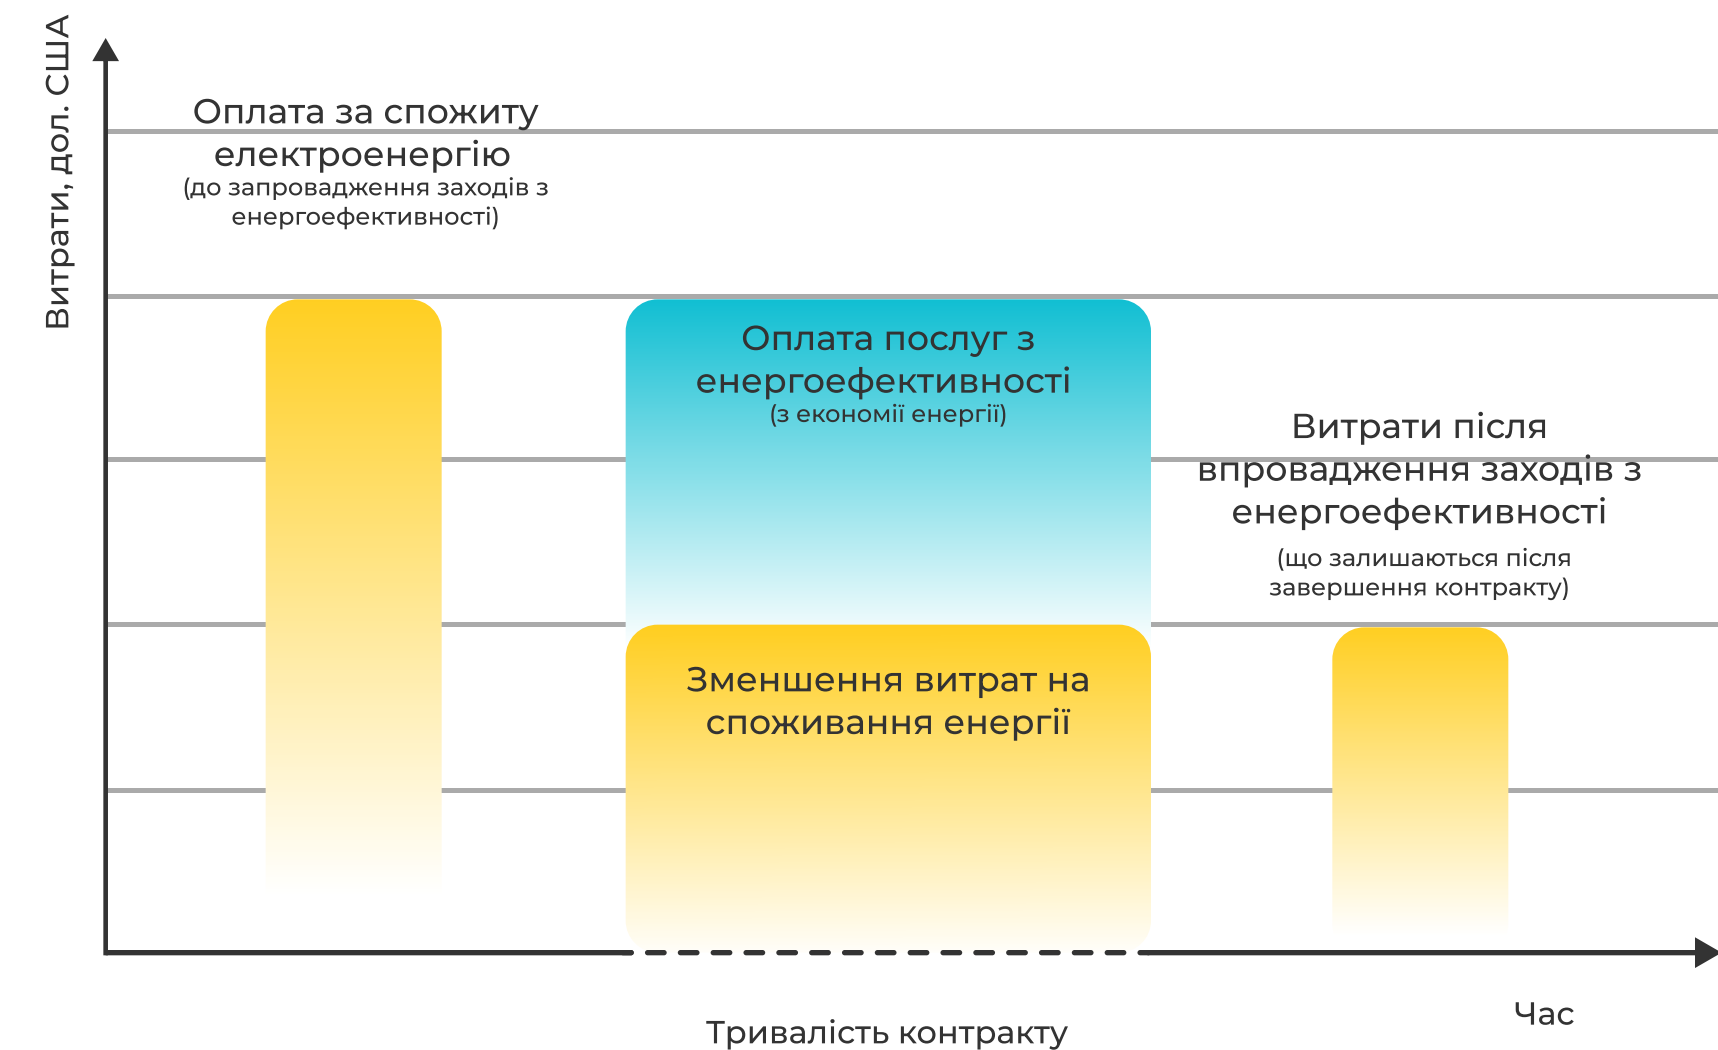 Витрати, дол. США
Оплата за спожиту
електроенергію
(до запровадження заходів з
енергоефективності)
Оплата послуг з
енергоефективності
(з економії енергії)
Зменшення витрат на
споживання енергії
Витрати після
впровадження заходів з
енергоефективності
(що залишаються після
завершення контракту)
Час
Тривалість контракту